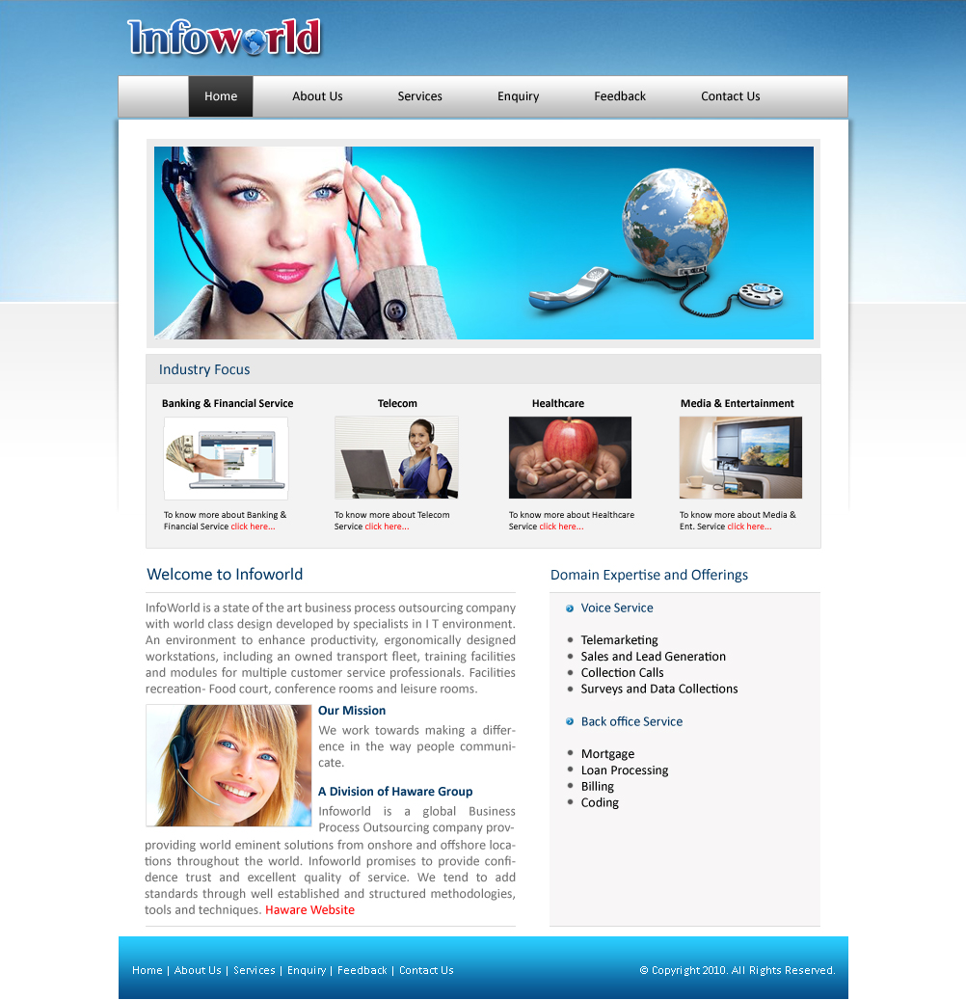 Infoworld
Home About Us Services Enquiry Feedback Contact Us
Industry Focus
Banking & Financial Service
To know more about Banking &
Financial Service click here...
Telecom
To know more about Telecom
Service click here...
Healthcare
To know more about Healthcare
Service click here...
Media & Entertainment
To know more about Media &
Ent. Service click here...
Welcome to Infoworld
InfoWorld is a state of the art business process outsourcing company
with world class design developed by specialists in I T environment.
An environment to enhance productivity, ergonomically designed
workstations, including an owned transport fleet, training facilities
and modules for multiple customer service professionals. Facilities
recreation- Food court, conference rooms and leisure rooms.
Our Mission
We work towards making a differ-
ence in the way people communi-
cate.
A Division of Haware Group
Infoworld is a global Business
Process Outsourcing company prov-
providing world eminent solutions from onshore and offshore loca-
tions throughout the world. Infoworld promises to provide confi-
dence trust and excellent quality of service. We tend to add
standards through well established and structured methodologies,
tools and techniques. Haware Website
Domain Expertise and Offerings
Voice Service
Telemarketing
Sales and Lead Generation
Collection Calls
Surveys and Data Collections
Back office Service
Mortgage
Loan Processing
Billing
Coding
Home | About Us | Services | Enquiry | Feedback | Contact Us
© Copyright 2010. All Rights Reserved.